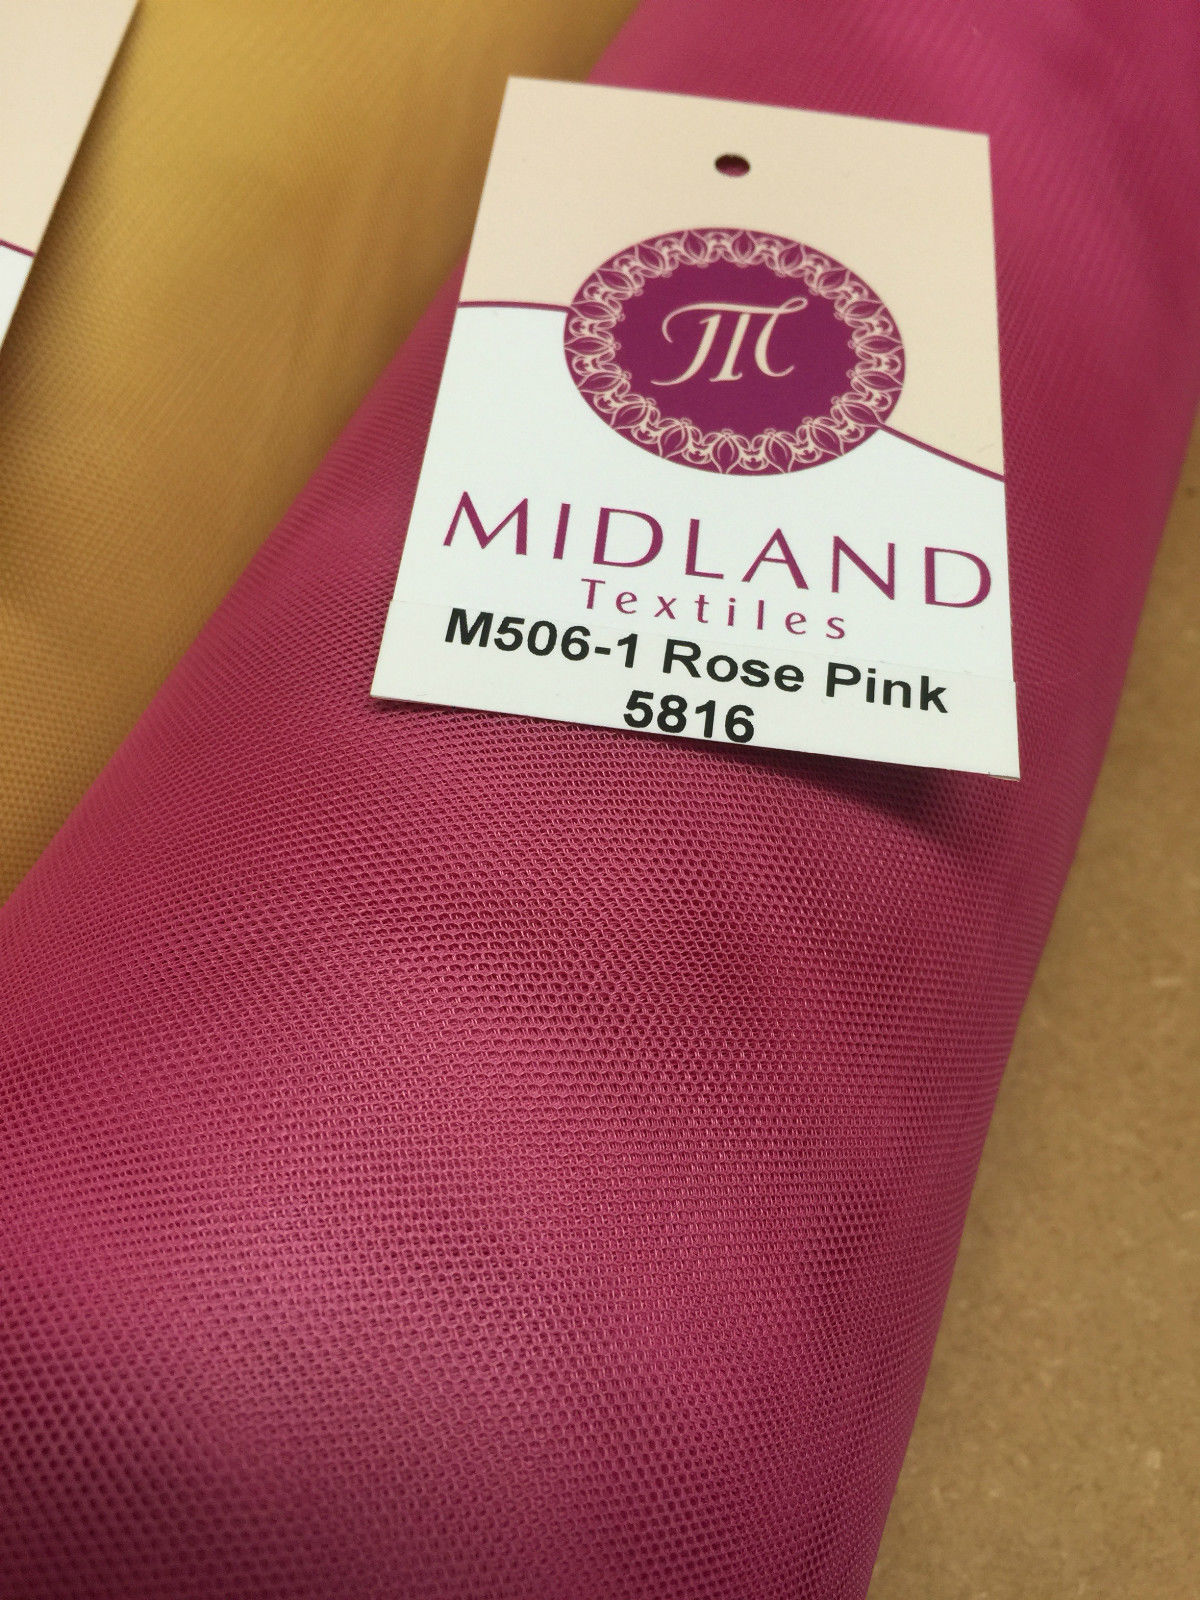 M
MIDLAND
Textiles
M506-1 Rose Pink
5816